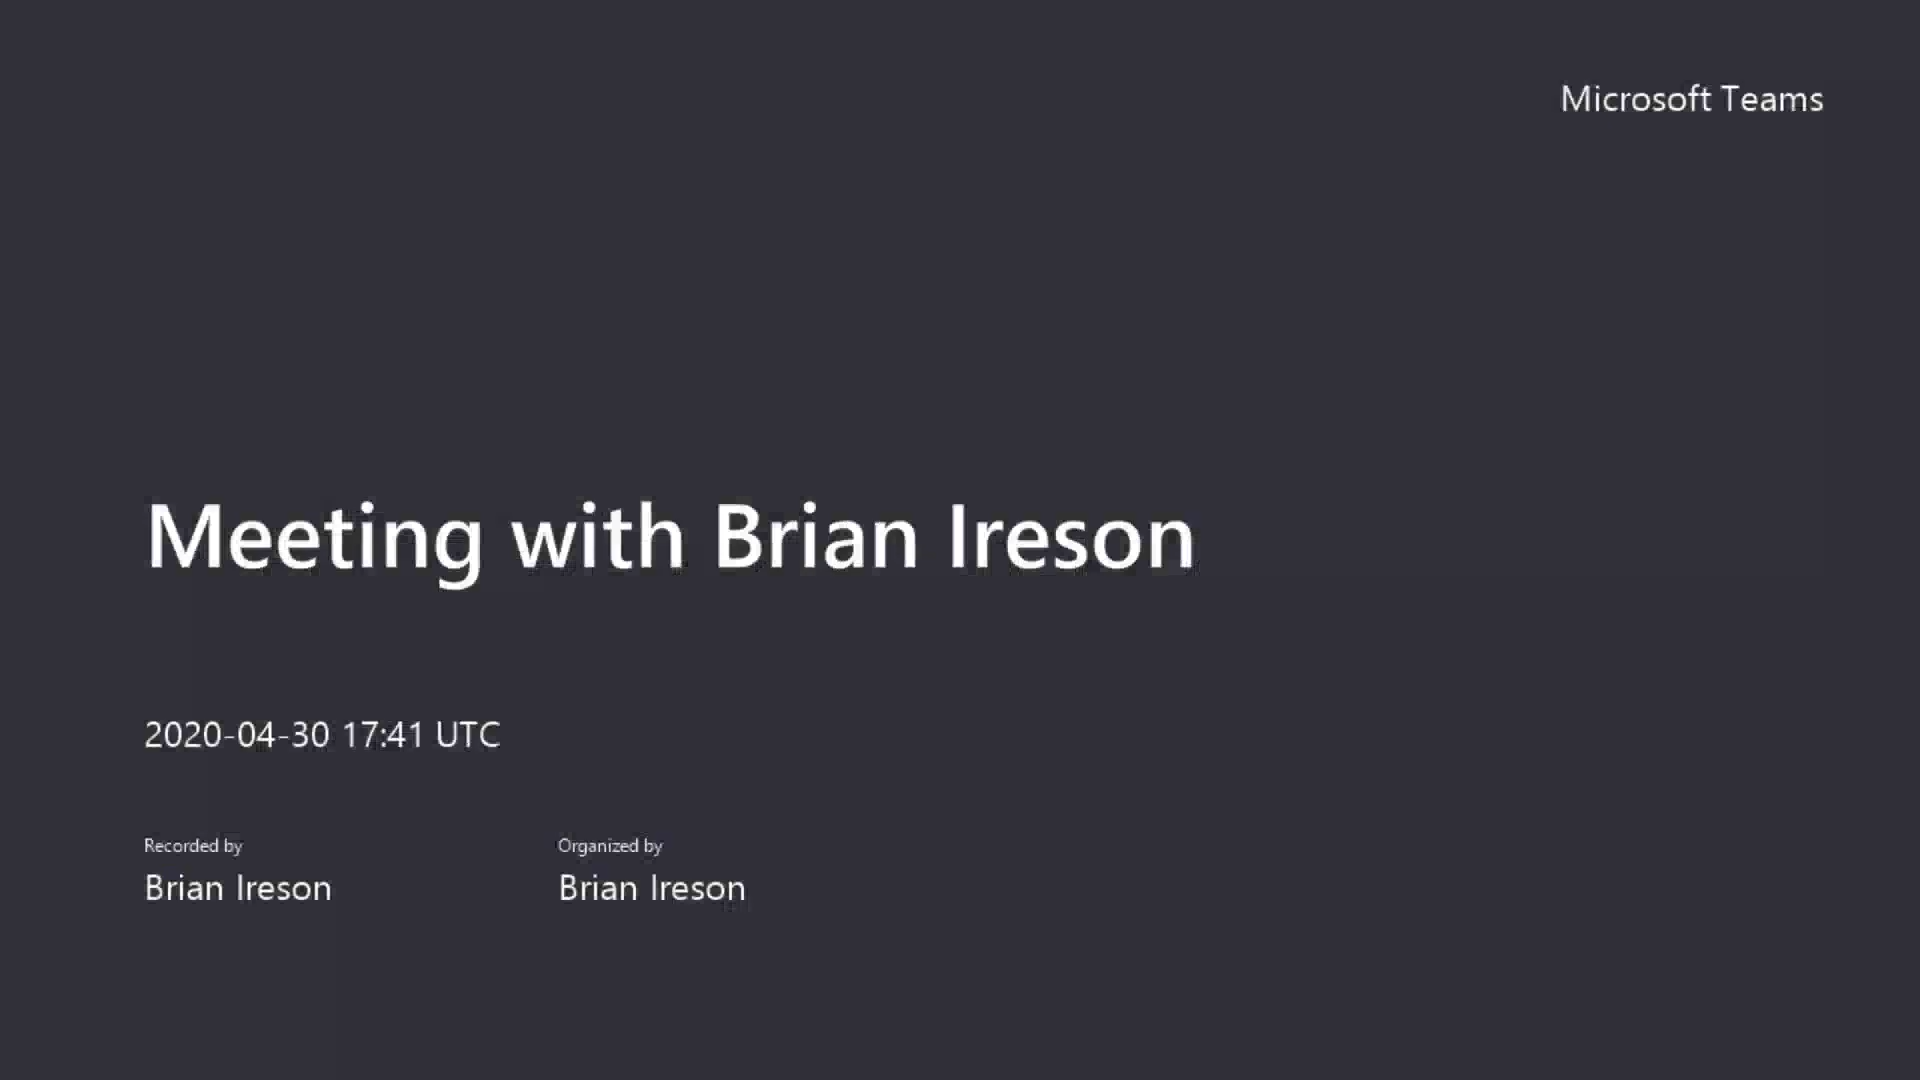 Microsoft Teams
Meeting with Brian Ireson
2020-04-30 17:41 UTC
Recorded by
Brian Ireson
Organized by
Brian Ireson